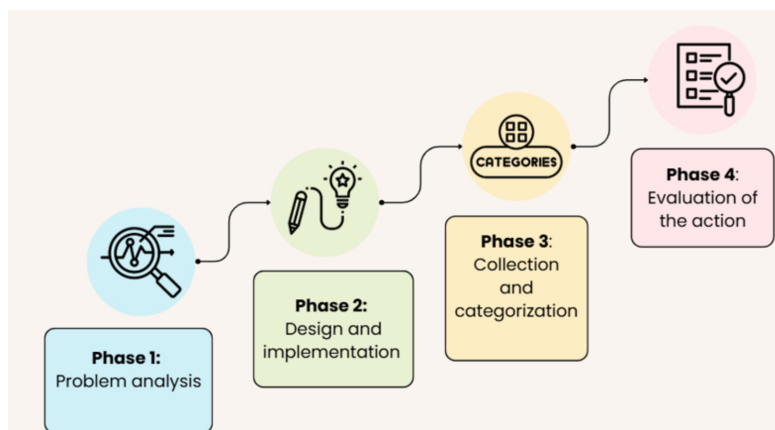 Phase 1:
Problem analysis
Phase 2:
Design and
implementation
CATEGORIES
Phase 3:
Collection
and
categorization
Phase 4:
Evaluation of
the action